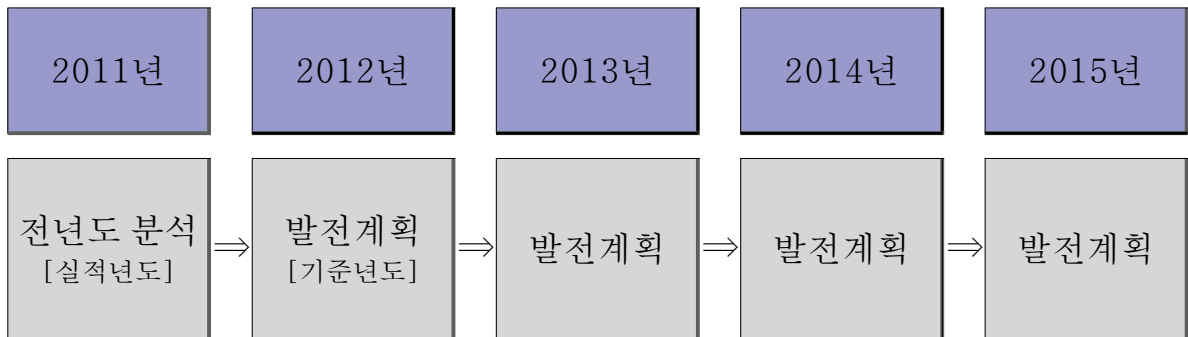 2011년 2012년 2013년 2014년 2015년
전년도 분석 ⇒ 발전계획 ⇒ 발전계획 ⇒ 발전계획 ⇒ 발전계획
[실적년도] [기준년도]